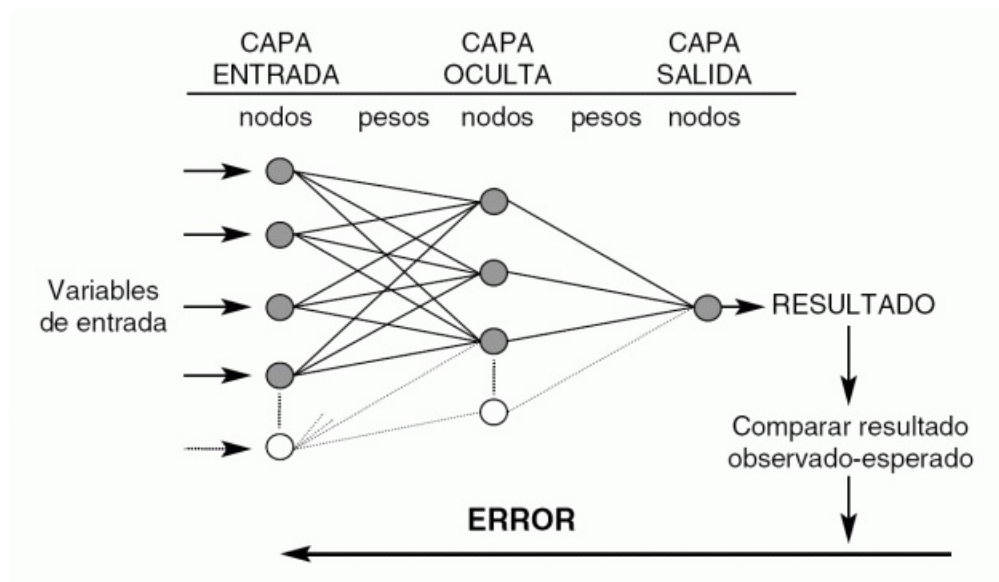 CAPA
ENTRADA
CAPA
OCULTA
CAPA
SALIDA
nodos pesos nodos pesos nodos
Variables
de entrada
RESULTADO
Comparar resultado
observado-esperado
ERROR